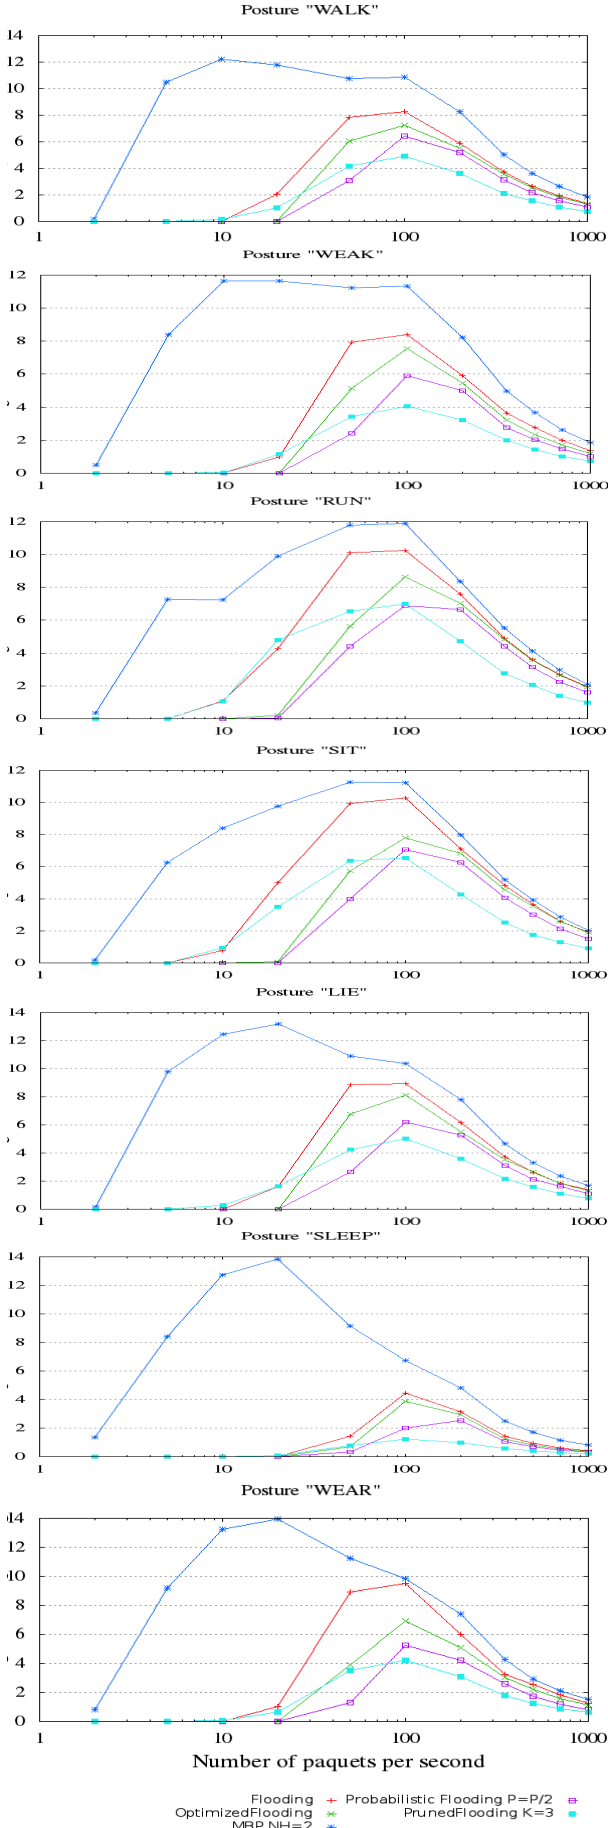 Posture "WALK"
14
12
10
8
6
4
2
0
1 10 100 1000
Posture "WEAK"
12
10
8
6
4
2
0
1 10 100 1000
Posture "RUN"
12
10
8
6
4
2
0
1 10 100 1000
Posture "SIT"
12
10
8
6
4
2
0
1 10 100 1000
Posture "LIE"
14
12
10
8
6
4
2
0
1 10 100 1000
Posture "SLEEP"
14
12
10
8
6
4
2
0
1 10 100 1000
Posture "WEAR"
14
12
10
8
6
4
2
0
1 10 100 1000
Number of paquets per second
Flooding Probabilistic Flooding P=P/2
OptimizedFlooding PrunedFlooding K=3
MBP NH=2